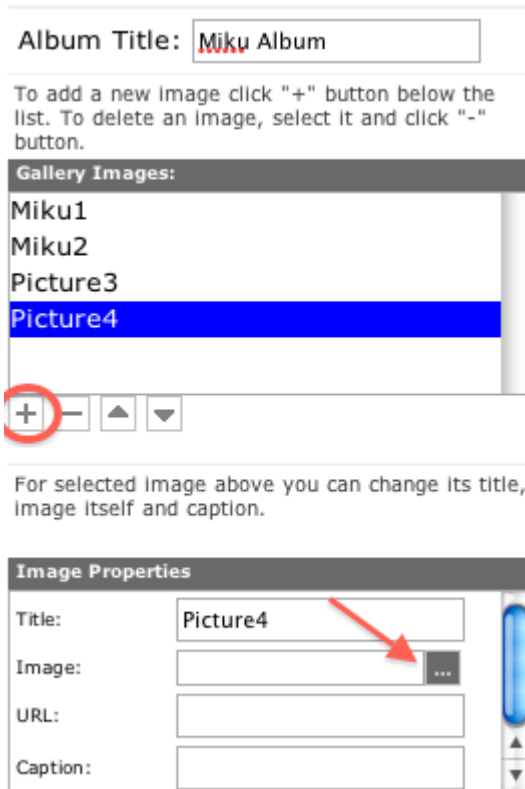 Album Title: Miku Album
To add a new image click "+" button below the
list. To delete an image, select it and click "-"
button.
Gallery Images:
Miku1
Miku2
Picture3
Picture4
For selected image above you can change its title,
image itself and caption.
Image Properties
Title: Picture4
Image: ...
URL:
Caption: